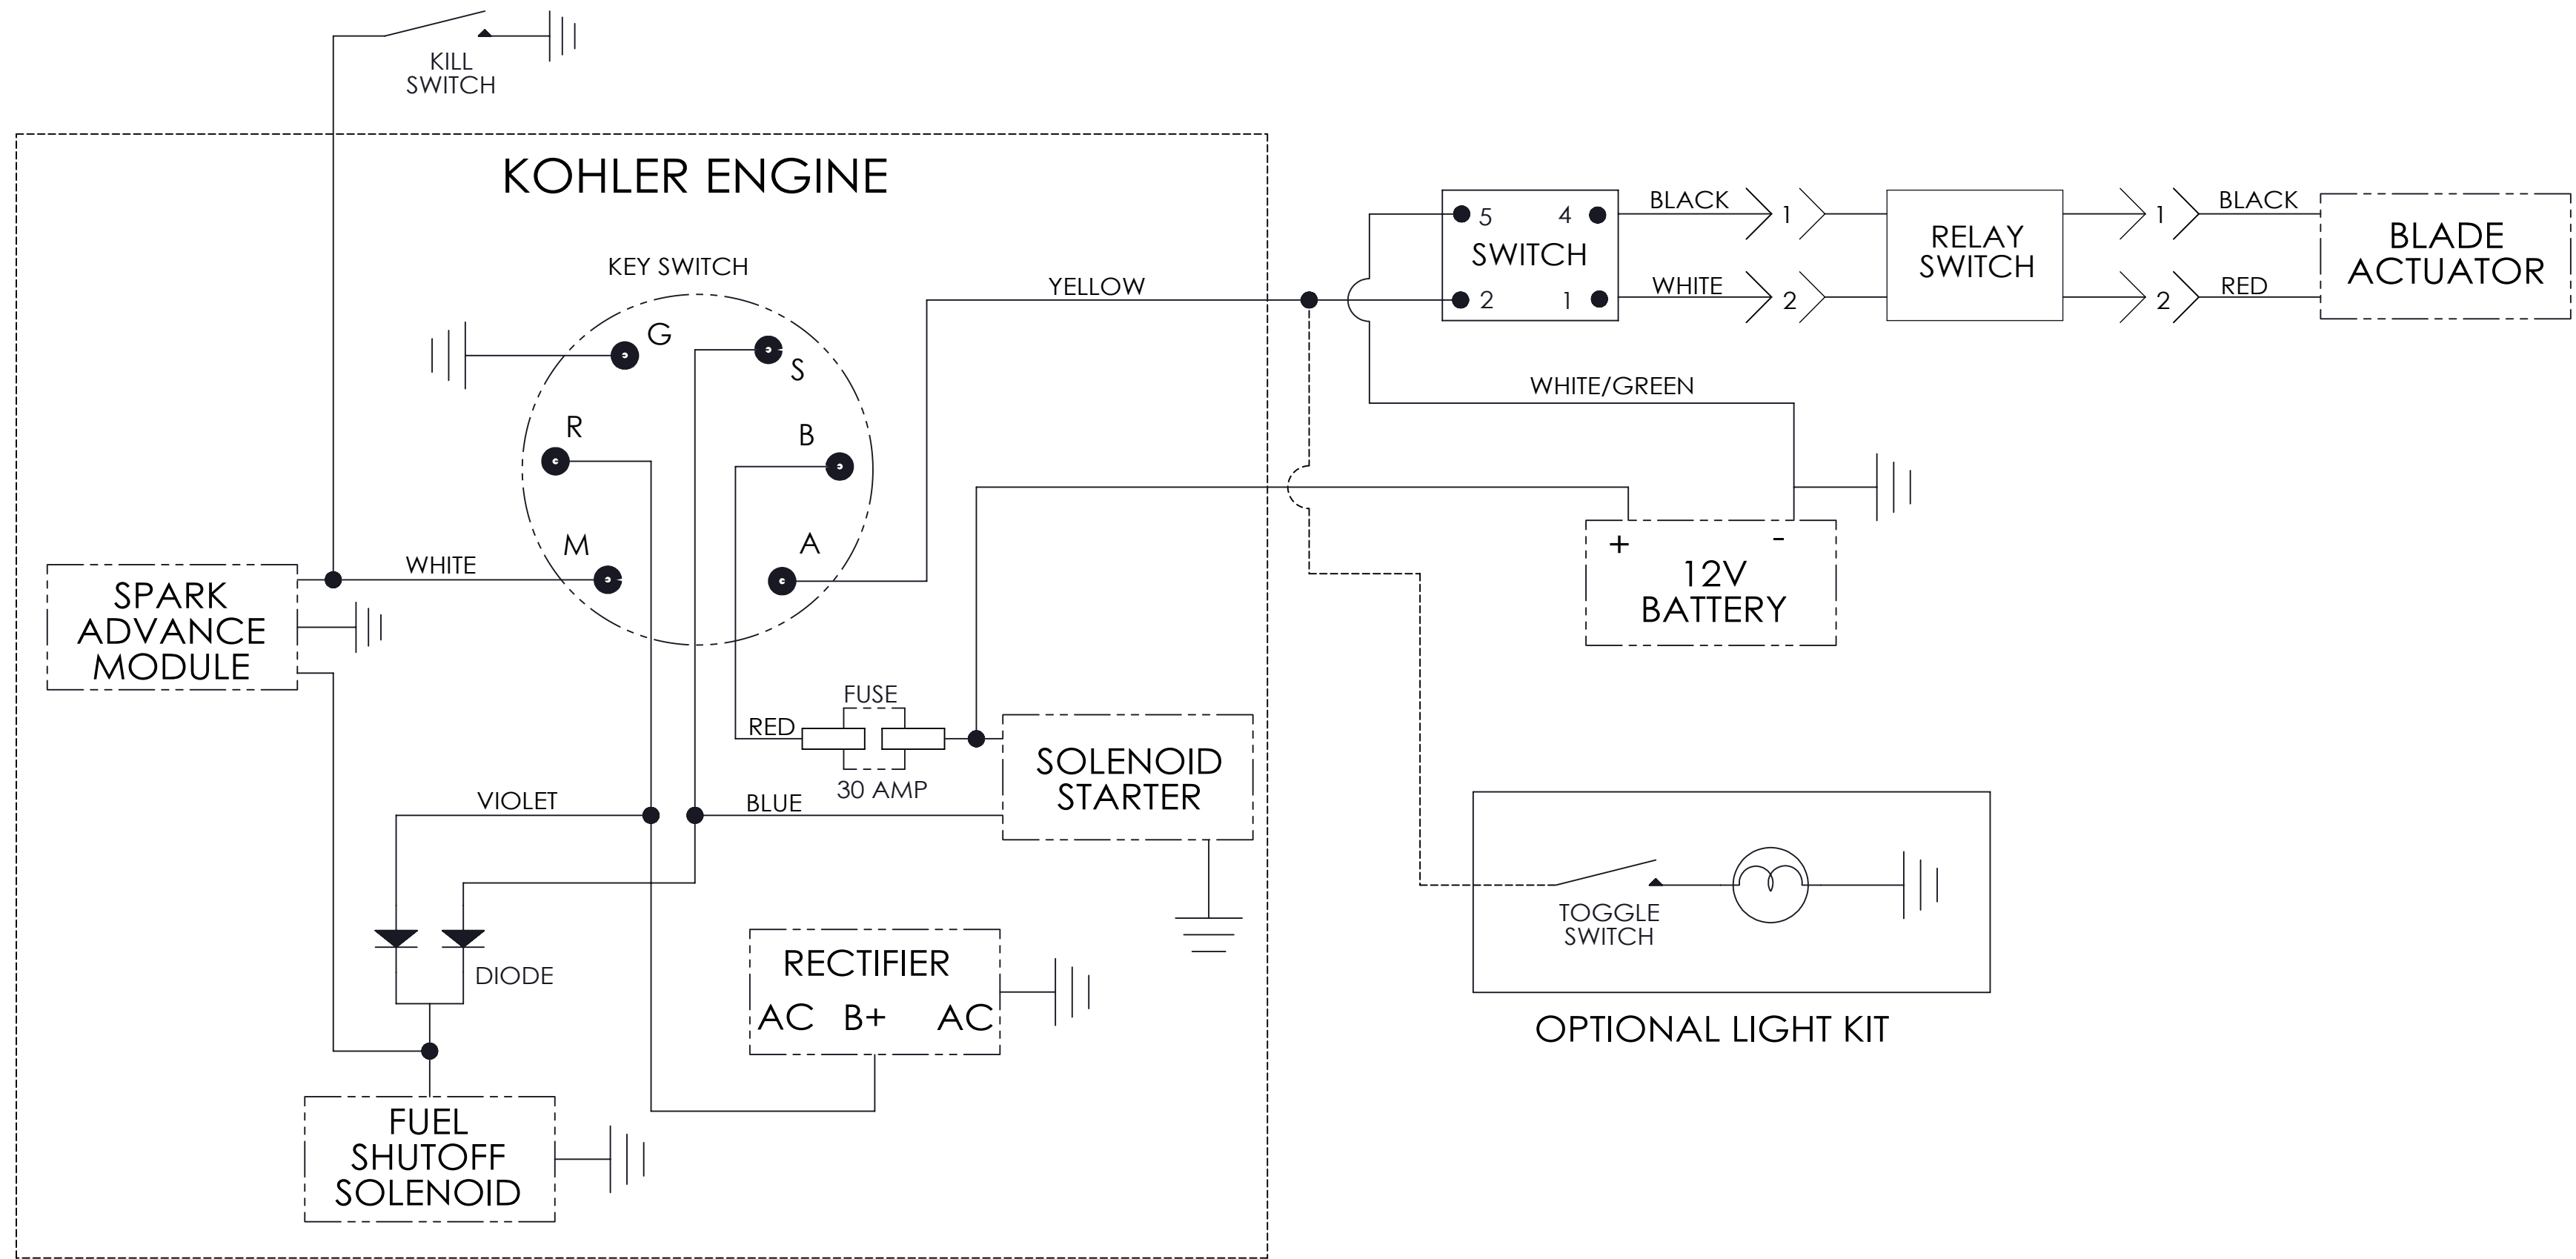 KILL
SWITCH
KOHLER ENGINE
KEY SWITCH
G
S
R
B
M
A
YELLOW
WHITE
SPARK
ADVANCE
MODULE
FUSE
RED
30 AMP
SOLENOID
STARTER
VIOLET
BLUE
DIODE
RECTIFIER
AC B+ AC
FUEL
SHUTOFF
SOLENOID
5 4
SWITCH
2 1
BLACK
1
WHITE
2
RELAY
SWITCH
1
BLACK
2
RED
BLADE
ACTUATOR
WHITE/GREEN
+ -
12V
BATTERY
TOGGLE
SWITCH
OPTIONAL LIGHT KIT